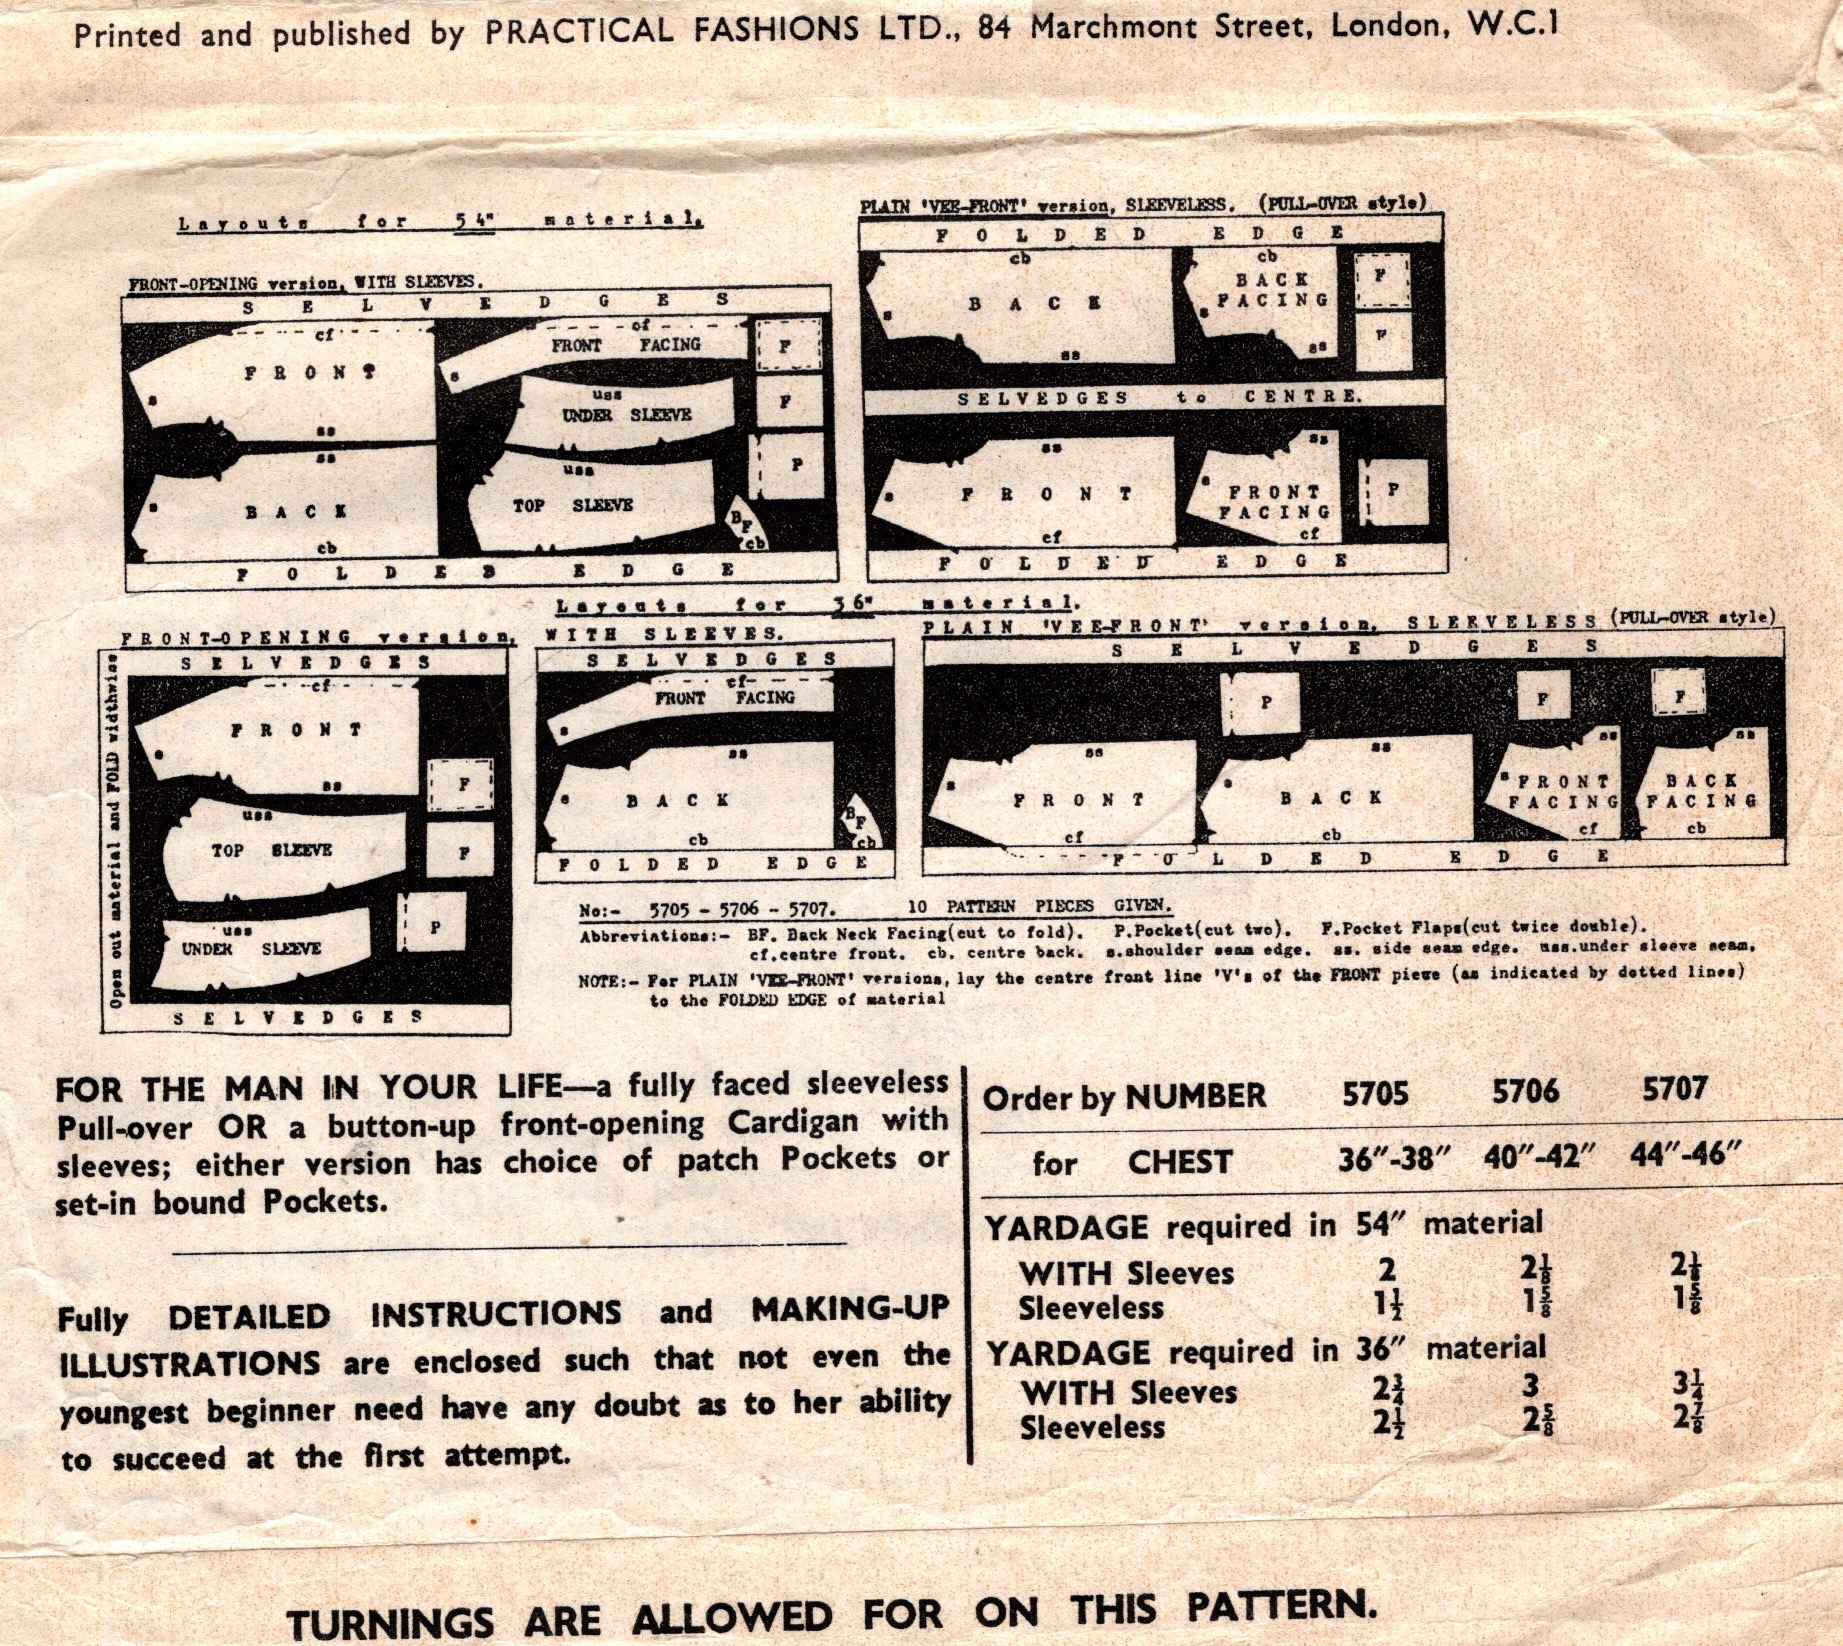 Printed and published by PRACTICAL FASHIONS LTD., 84 Marchmont Street, London, W.C.1
Layouts for 54" material.
FRONT-OPENING version, WITH SLEEVES.
SELVEDGES
cf
FRONT
s
ss
cf
FRONT FACING
s
F
uss
UNDER SLEEVE
F
ss
BACK
s
cb
uss
TOP SLEEVE
P
BF
cb
FOLDED EDGE
PLAIN 'VEE-FRONT' version, SLEEVELESS. (PULL-OVER style)
FOLDED EDGE
cb
BACK
s
ss
cb
BACK
FACING
s
ss
F
F
SELVEDGES to CENTRE.
ss
FRONT
s
cf
ss
s
FRONT
FACING
cf
P
FOLDED EDGE
Layouts for 36" material.
FRONT-OPENING version, WITH SLEEVES.
SELVEDGES
Open out material and FOLD widthwise
cf
FRONT
s
ss
F
uss
TOP SLEEVE
F
uss
UNDER SLEEVE
P
SELVEDGES
SELVEDGES
cf
FRONT FACING
s
ss
BACK
s
cb
BF
cb
FOLDED EDGE
PLAIN 'VEE-FRONT' version, SLEEVELESS (PULL-OVER style)
SELVEDGES
P
F
F
ss
FRONT
s
cf
ss
BACK
s
cb
ss
s
FRONT
FACING
cf
ss
BACK
FACING
cb
FOLDED EDGE
No:- 5705 - 5706 - 5707. 10 PATTERN PIECES GIVEN.
Abbreviations:- BF. Back Neck Facing(cut to fold). P.Pocket(cut two). F.Pocket Flaps(cut twice double).
cf.centre front. cb. centre back. s.shoulder seam edge. ss. side seam edge. uss.under sleeve seam.
NOTE:- For PLAIN 'VEE-FRONT' versions, lay the centre front line 'V's of the FRONT piece (as indicated by dotted lines)
to the FOLDED EDGE of material
FOR THE MAN IN YOUR LIFE—a fully faced sleeveless
Pull-over OR a button-up front-opening Cardigan with
sleeves; either version has choice of patch Pockets or
set-in bound Pockets.
Fully DETAILED INSTRUCTIONS and MAKING-UP
ILLUSTRATIONS are enclosed such that not even the
youngest beginner need have any doubt as to her ability
to succeed at the first attempt.
Order by NUMBER 5705 5706 5707
for CHEST 36"-38" 40"-42" 44"-46"
YARDAGE required in 54" material
WITH Sleeves 2 2⅛ 2⅛
Sleeveless 1½ 1⅝ 1⅝
YARDAGE required in 36" material
WITH Sleeves 2¾ 3 3¼
Sleeveless 2½ 2⅝ 2⅞
TURNINGS ARE ALLOWED FOR ON THIS PATTERN.